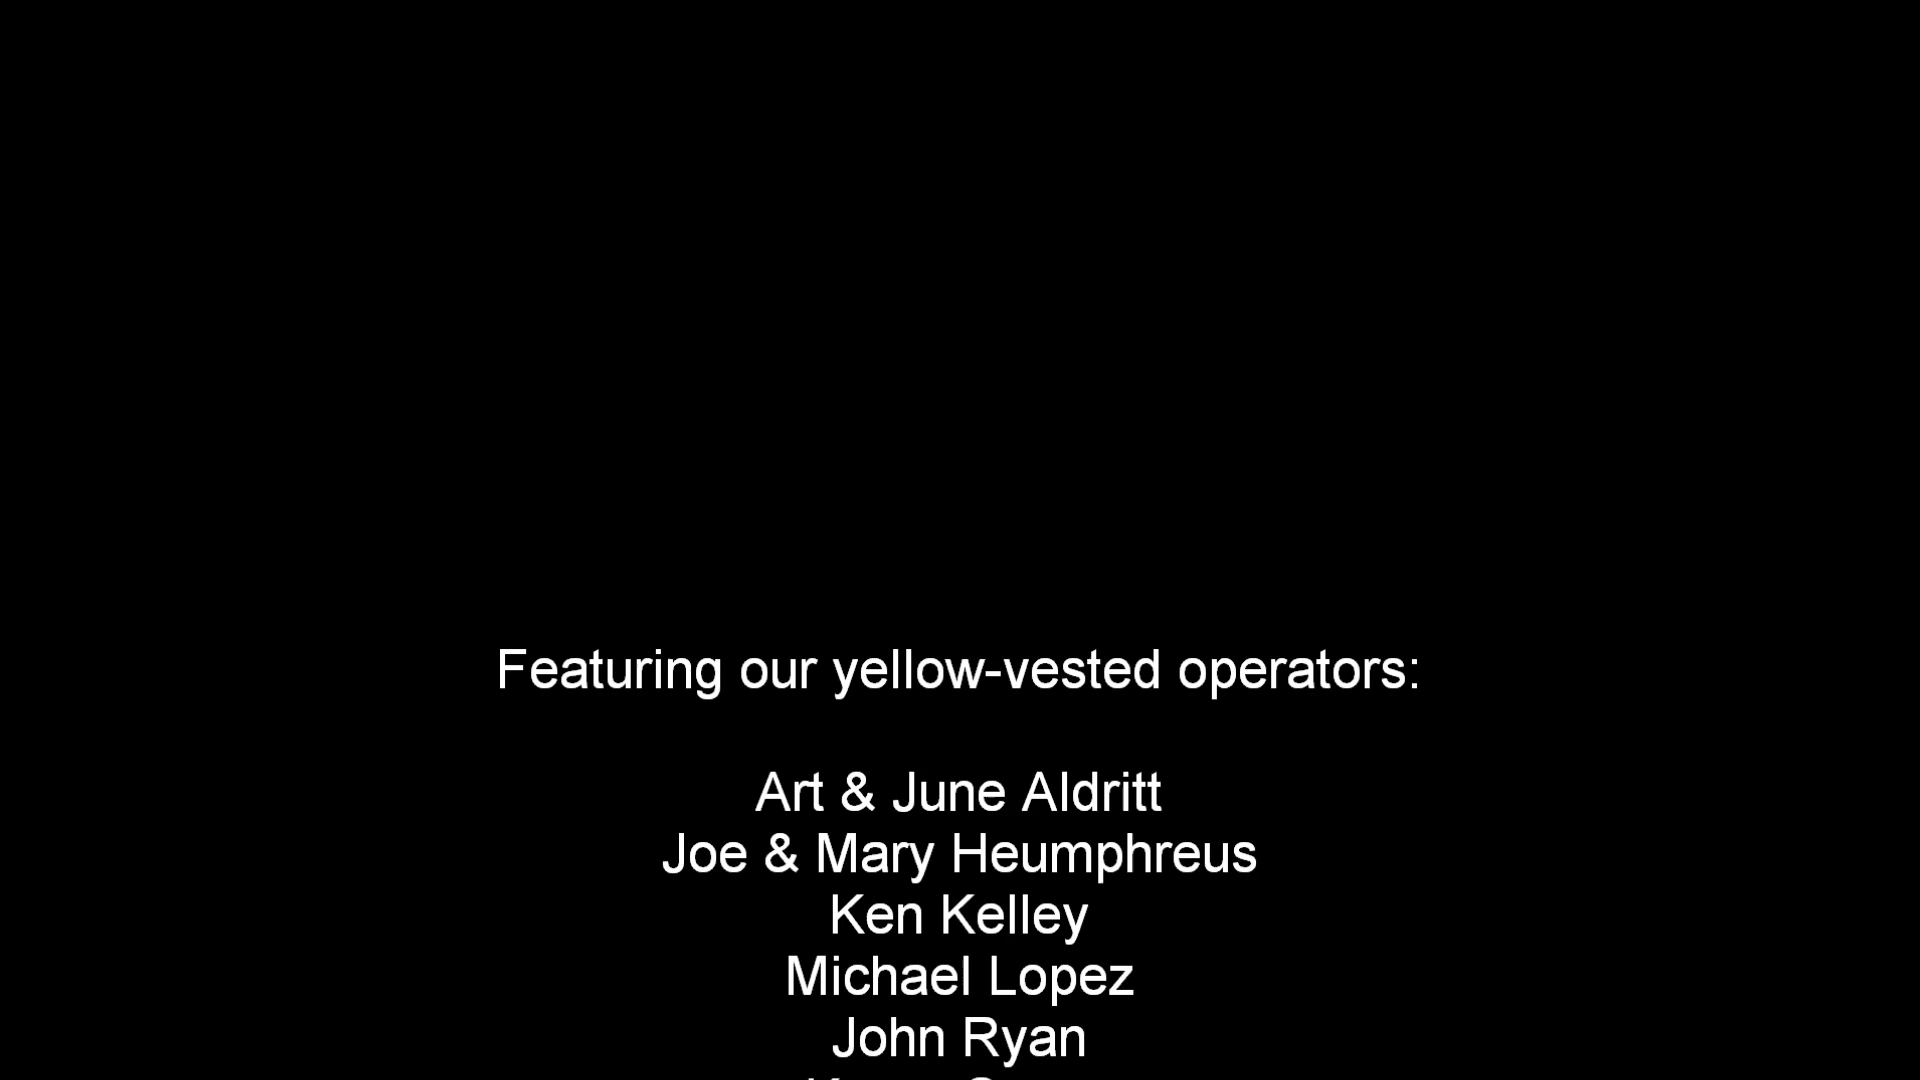 Featuring our yellow-vested operators:
Art & June Aldritt
Joe & Mary Heumphreus
Ken Kelley
Michael Lopez
John Ryan